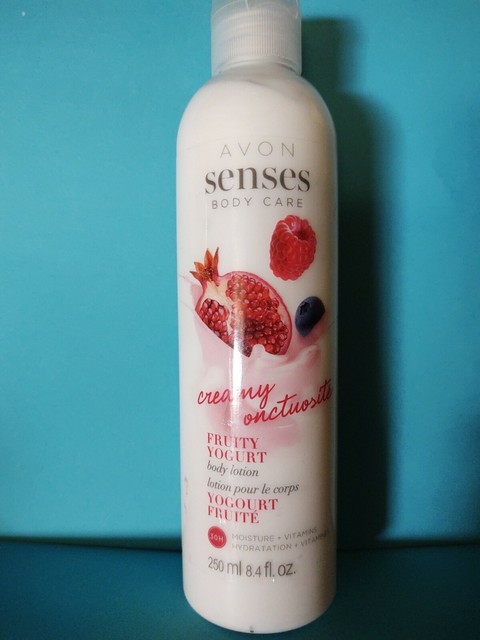 AVON
senses
BODY CARE
creamy
onctuosité
FRUITY
YOGURT
body lotion
lotion pour le corps
YOGOURT
FRUITÉ
10H
MOISTURE + VITAMINS
HYDRATATION +
250 ml 8.4 fl. oz.